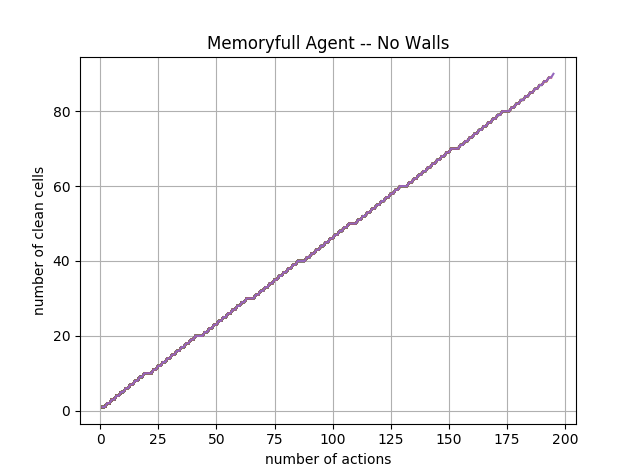 Memoryfull Agent -- No Walls
80
60
40
20
0
number of clean cells
0 25 50 75 100 125 150 175 200
number of actions